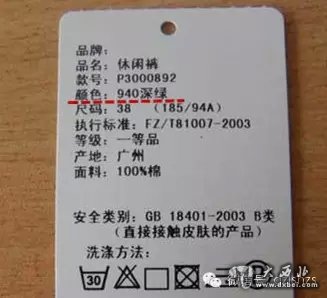 品牌：
品名：休闲裤
款号：P3000892
颜色：940深绿
尺码：38 (185/94A)
执行标准：FZ/T81007-2003
等级：一等品
产地：广州
面料：100%棉
安全类别：GB 18401-2003 B类
(直接接触皮肤的产品)
洗涤方法：
30
www.dxbei.com